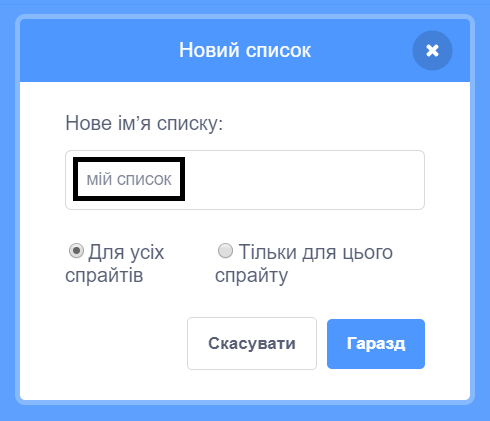 Новий список
Нове ім’я списку:
мій список
Для усіх
спрайтів
Тільки для цього
спрайту
Скасувати
Гаразд